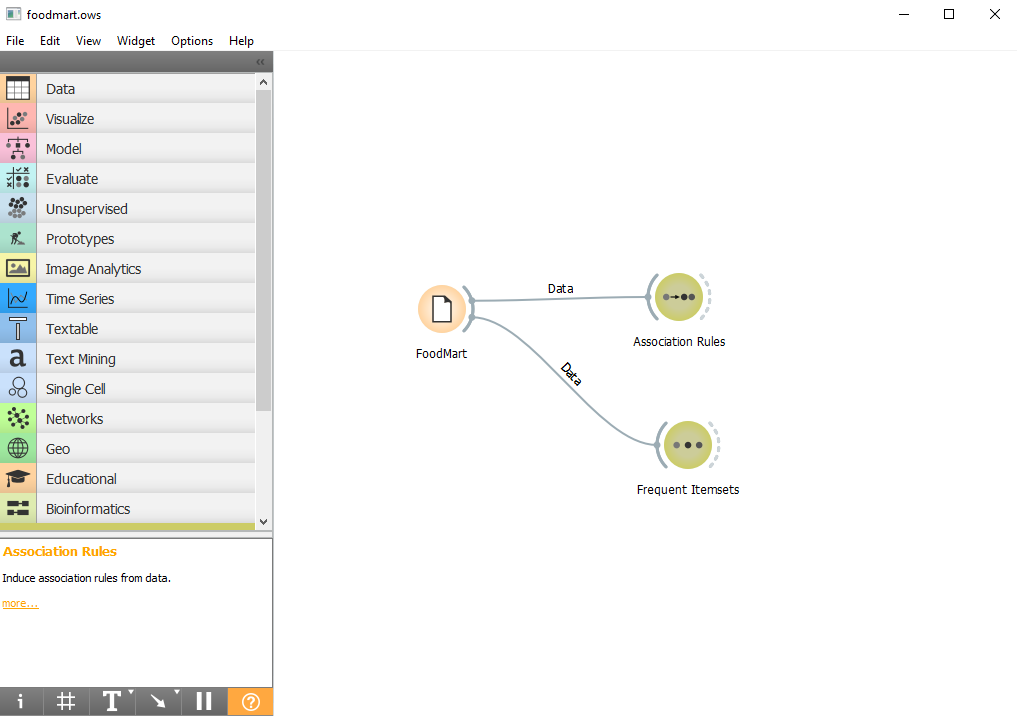 foodmart.ows
File Edit View Widget Options Help
Data
Visualize
Model
Evaluate
Unsupervised
Prototypes
Image Analytics
Time Series
Textable
Text Mining
Single Cell
Networks
Geo
Educational
Bioinformatics
Association Rules
Induce association rules from data.
more...
Data
Association Rules
FoodMart
Data
Frequent Itemsets